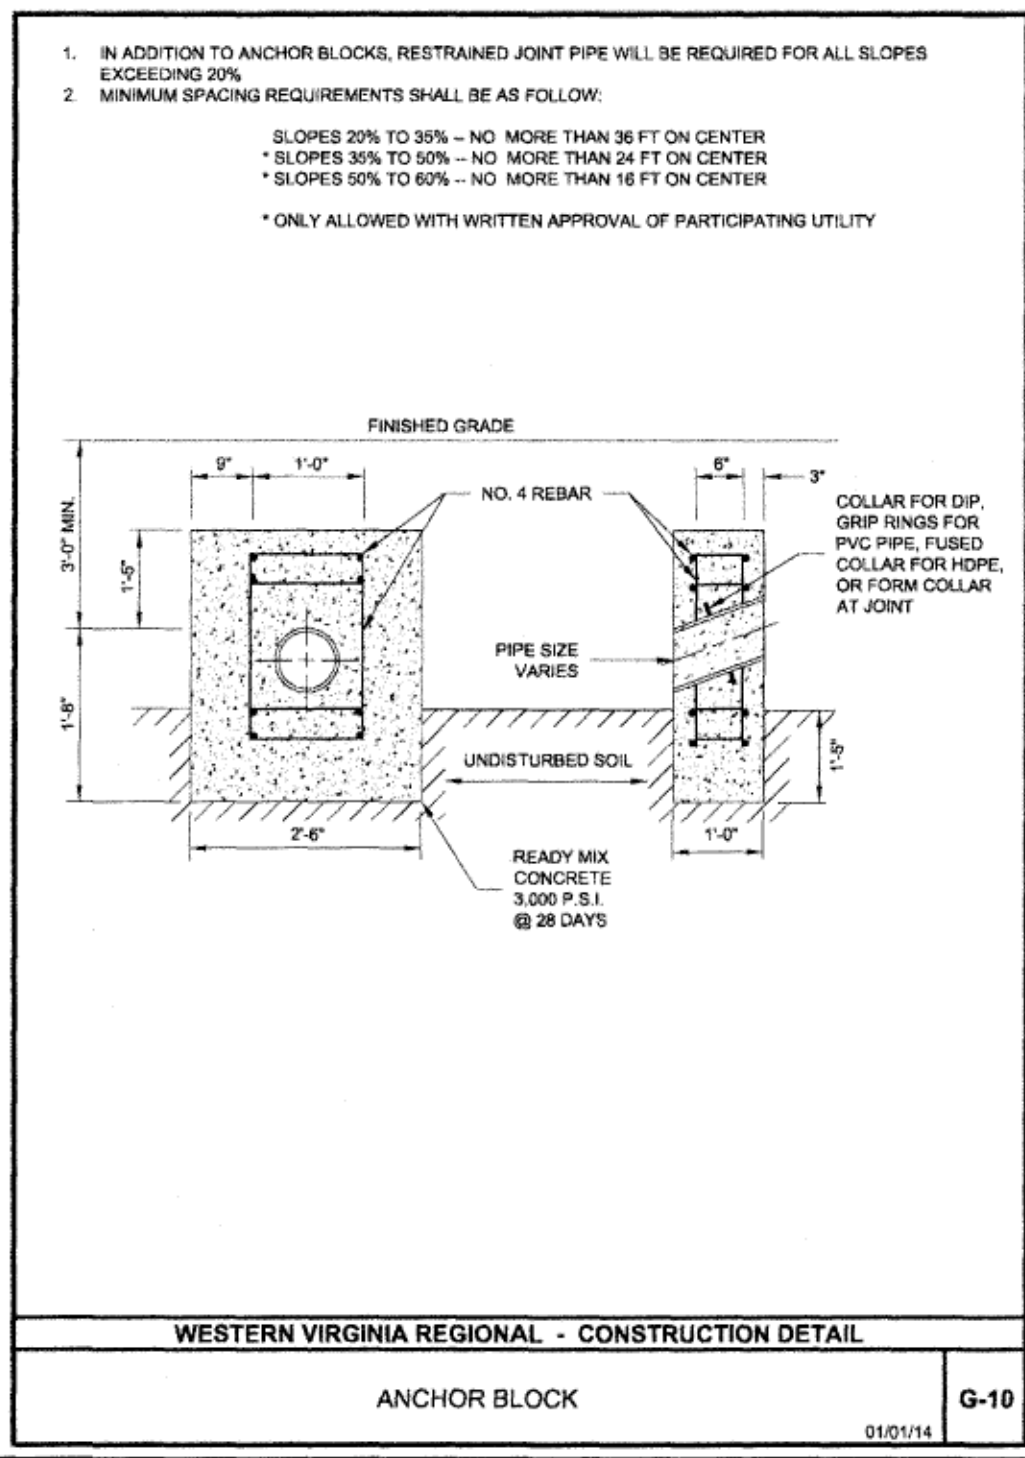 1. IN ADDITION TO ANCHOR BLOCKS, RESTRAINED JOINT PIPE WILL BE REQUIRED FOR ALL SLOPES
EXCEEDING 20%
2. MINIMUM SPACING REQUIREMENTS SHALL BE AS FOLLOW:
SLOPES 20% TO 35% -- NO MORE THAN 36 FT ON CENTER
* SLOPES 35% TO 50% -- NO MORE THAN 24 FT ON CENTER
* SLOPES 50% TO 60% -- NO MORE THAN 16 FT ON CENTER
* ONLY ALLOWED WITH WRITTEN APPROVAL OF PARTICIPATING UTILITY
FINISHED GRADE
9"
1'-0"
6"
3"
NO. 4 REBAR
COLLAR FOR DIP,
GRIP RINGS FOR
PVC PIPE, FUSED
COLLAR FOR HDPE,
OR FORM COLLAR
AT JOINT
3'-0" MIN.
1'-5"
PIPE SIZE
VARIES
1'-8"
UNDISTURBED SOIL
1'-5"
2'-6"
1'-0"
READY MIX
CONCRETE
3,000 P.S.I.
@ 28 DAYS
WESTERN VIRGINIA REGIONAL - CONSTRUCTION DETAIL
ANCHOR BLOCK
G-10
01/01/14